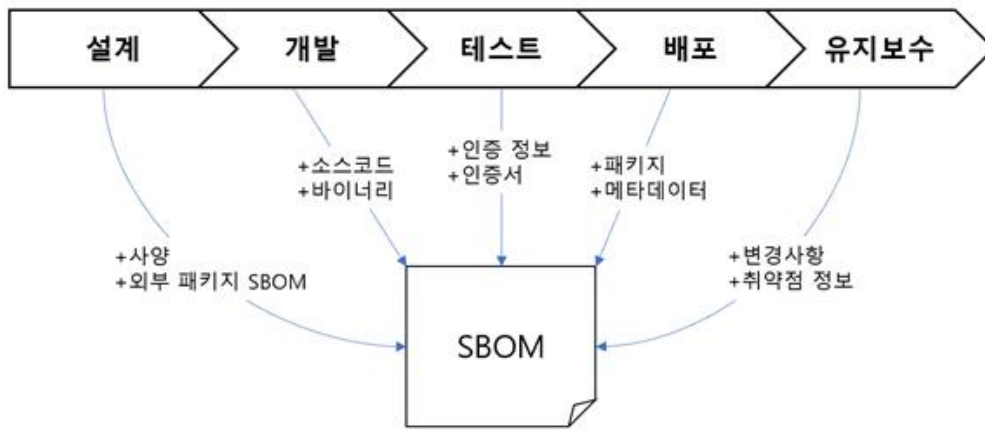 설계
개발
테스트
배포
유지보수
+소스코드
+바이너리
+인증 정보
+인증서
+패키지
+메타데이터
+사양
+외부 패키지 SBOM
+변경사항
+취약점 정보
SBOM